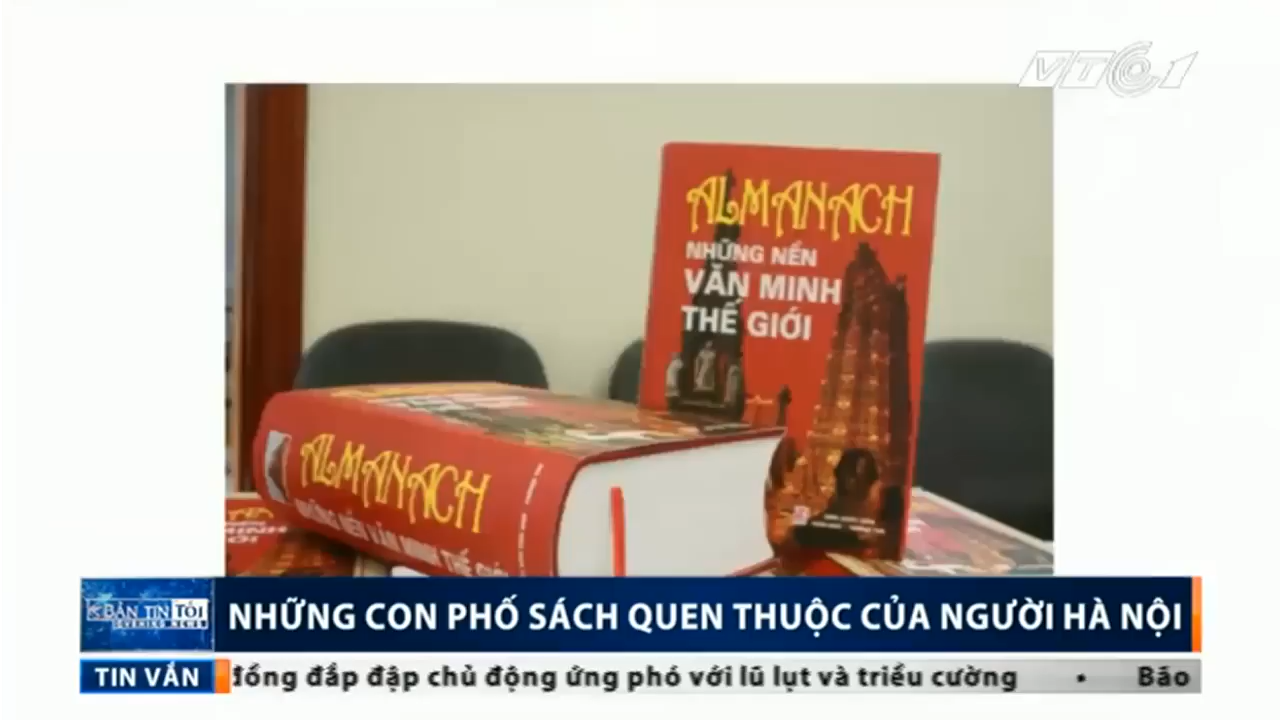 VTC1
ALMANACH
NHỮNG NỀN
VĂN MINH
THẾ GIỚI
ALMANACH
NHỮNG NỀN VĂN MINH THẾ GIỚI
BẢN TIN TỐI
EVENING NEWS
NHỮNG CON PHỐ SÁCH QUEN THUỘC CỦA NGƯỜI HÀ NỘI
TIN VẮN
đồng đắp đập chủ động ứng phó với lũ lụt và triều cường • Báo